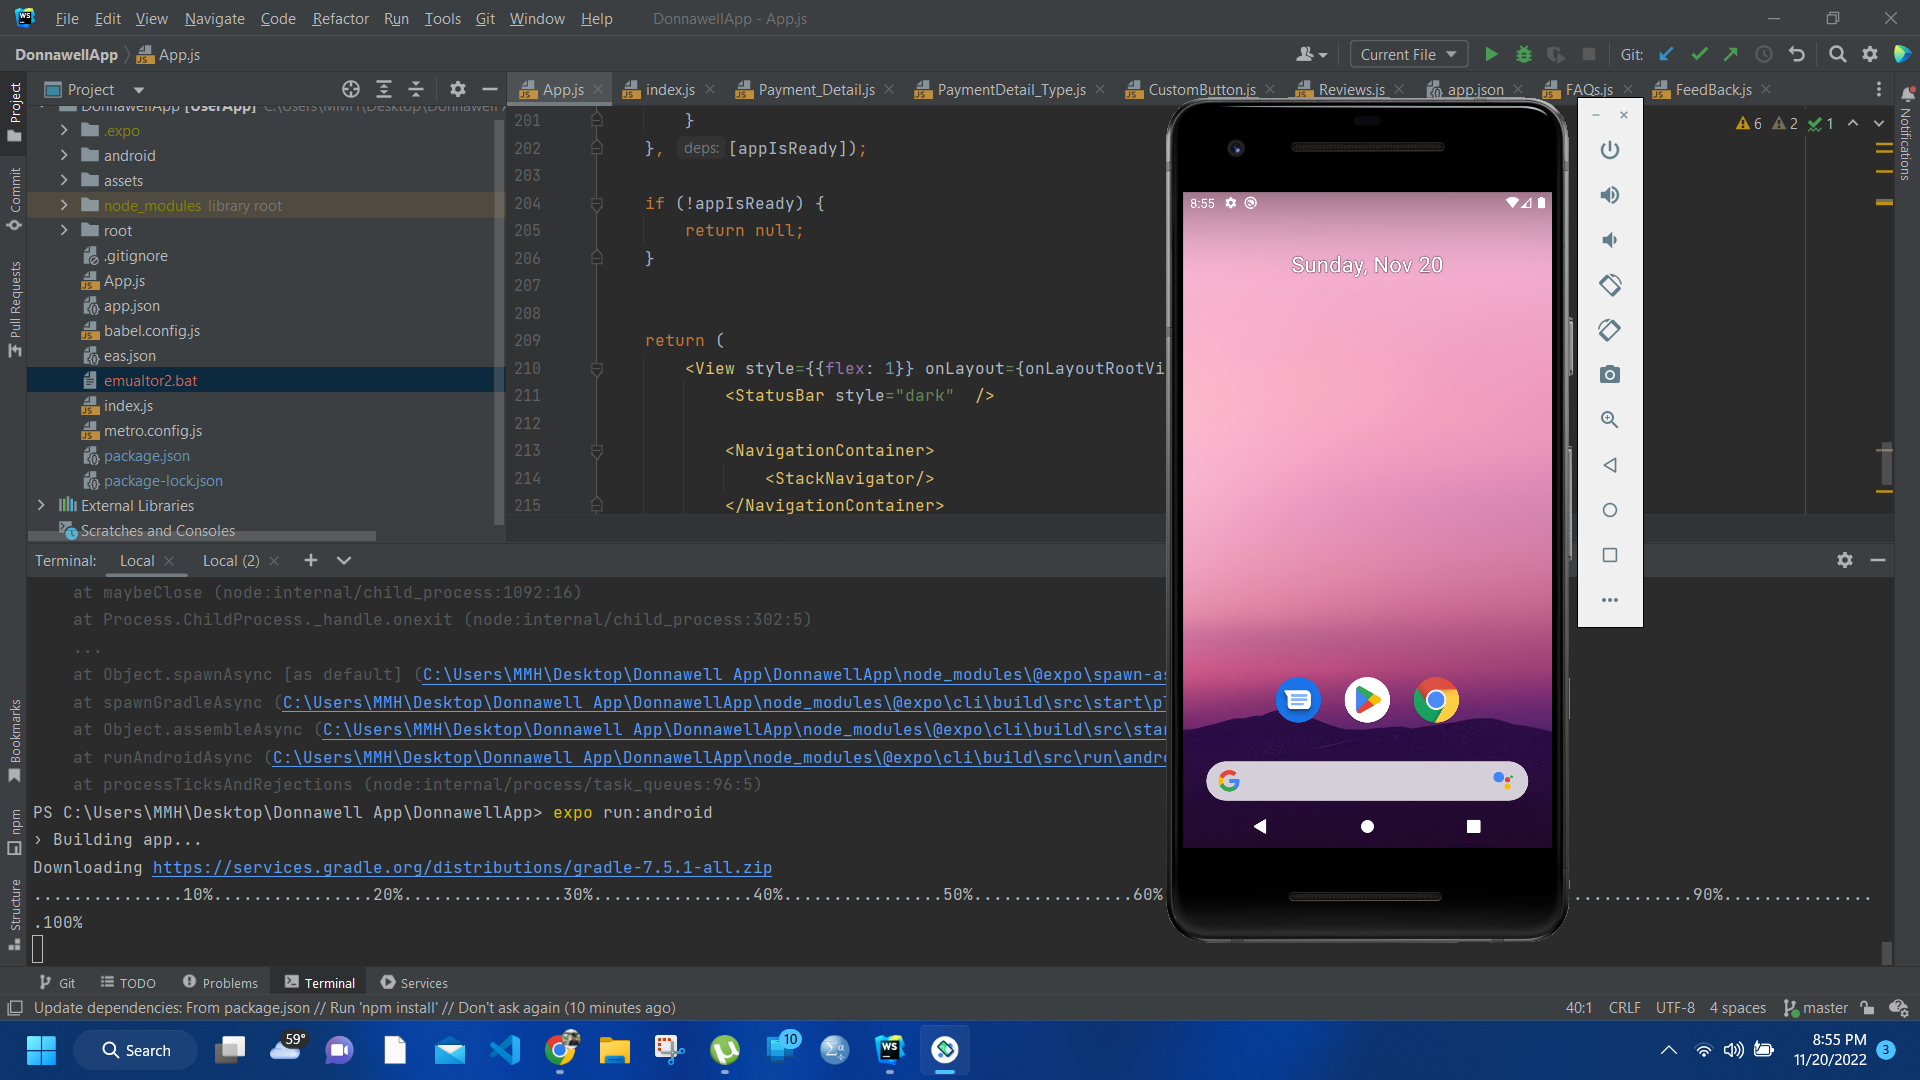 File Edit View Navigate Code Refactor Run Tools Git Window Help DonnawellApp - App.js
DonnawellApp App.js Current File Git:
Project
App.js index.js Payment_Detail.js PaymentDetail_Type.js CustomButton.js Reviews.js app.json FAQs.js FeedBack.js
DonnawellApp [UserApp] C:\Users\MMH\Desktop\Donnawell A
.expo
android
assets
node_modules library root
root
.gitignore
App.js
app.json
babel.config.js
eas.json
emualtor2.bat
index.js
metro.config.js
package.json
package-lock.json
External Libraries
Scratches and Consoles
Project
Commit
Pull Requests
Bookmarks
npm
Structure
Notifications
6 2 1
201 }
202 }, deps: [appIsReady]);
203
204 if (!appIsReady) {
205 return null;
206 }
207
208
209 return (
210 <View style={{flex: 1}} onLayout={onLayoutRootVi
211 <StatusBar style="dark" />
212
213 <NavigationContainer>
214 <StackNavigator/>
215 </NavigationContainer>
8:55
Sunday, Nov 20
Terminal: Local Local (2)
at maybeClose (node:internal/child_process:1092:16)
at Process.ChildProcess._handle.onexit (node:internal/child_process:302:5)
...
at Object.spawnAsync [as default] (C:\Users\MMH\Desktop\Donnawell App\DonnawellApp\node_modules\@expo\spawn-as
at spawnGradleAsync (C:\Users\MMH\Desktop\Donnawell App\DonnawellApp\node_modules\@expo\cli\build\src\start\pl
at Object.assembleAsync (C:\Users\MMH\Desktop\Donnawell App\DonnawellApp\node_modules\@expo\cli\build\src\star
at runAndroidAsync (C:\Users\MMH\Desktop\Donnawell App\DonnawellApp\node_modules\@expo\cli\build\src\run\andro
at processTicksAndRejections (node:internal/process/task_queues:96:5)
PS C:\Users\MMH\Desktop\Donnawell App\DonnawellApp> expo run:android
› Building app...
Downloading https://services.gradle.org/distributions/gradle-7.5.1-all.zip
...............10%................20%................30%................40%................50%................60% ............90%...............
.100%
Git TODO Problems Terminal Services
Update dependencies: From package.json // Run 'npm install' // Don't ask again (10 minutes ago) 40:1 CRLF UTF-8 4 spaces master
Search 59° 10 WS 8:55 PM
11/20/2022 3